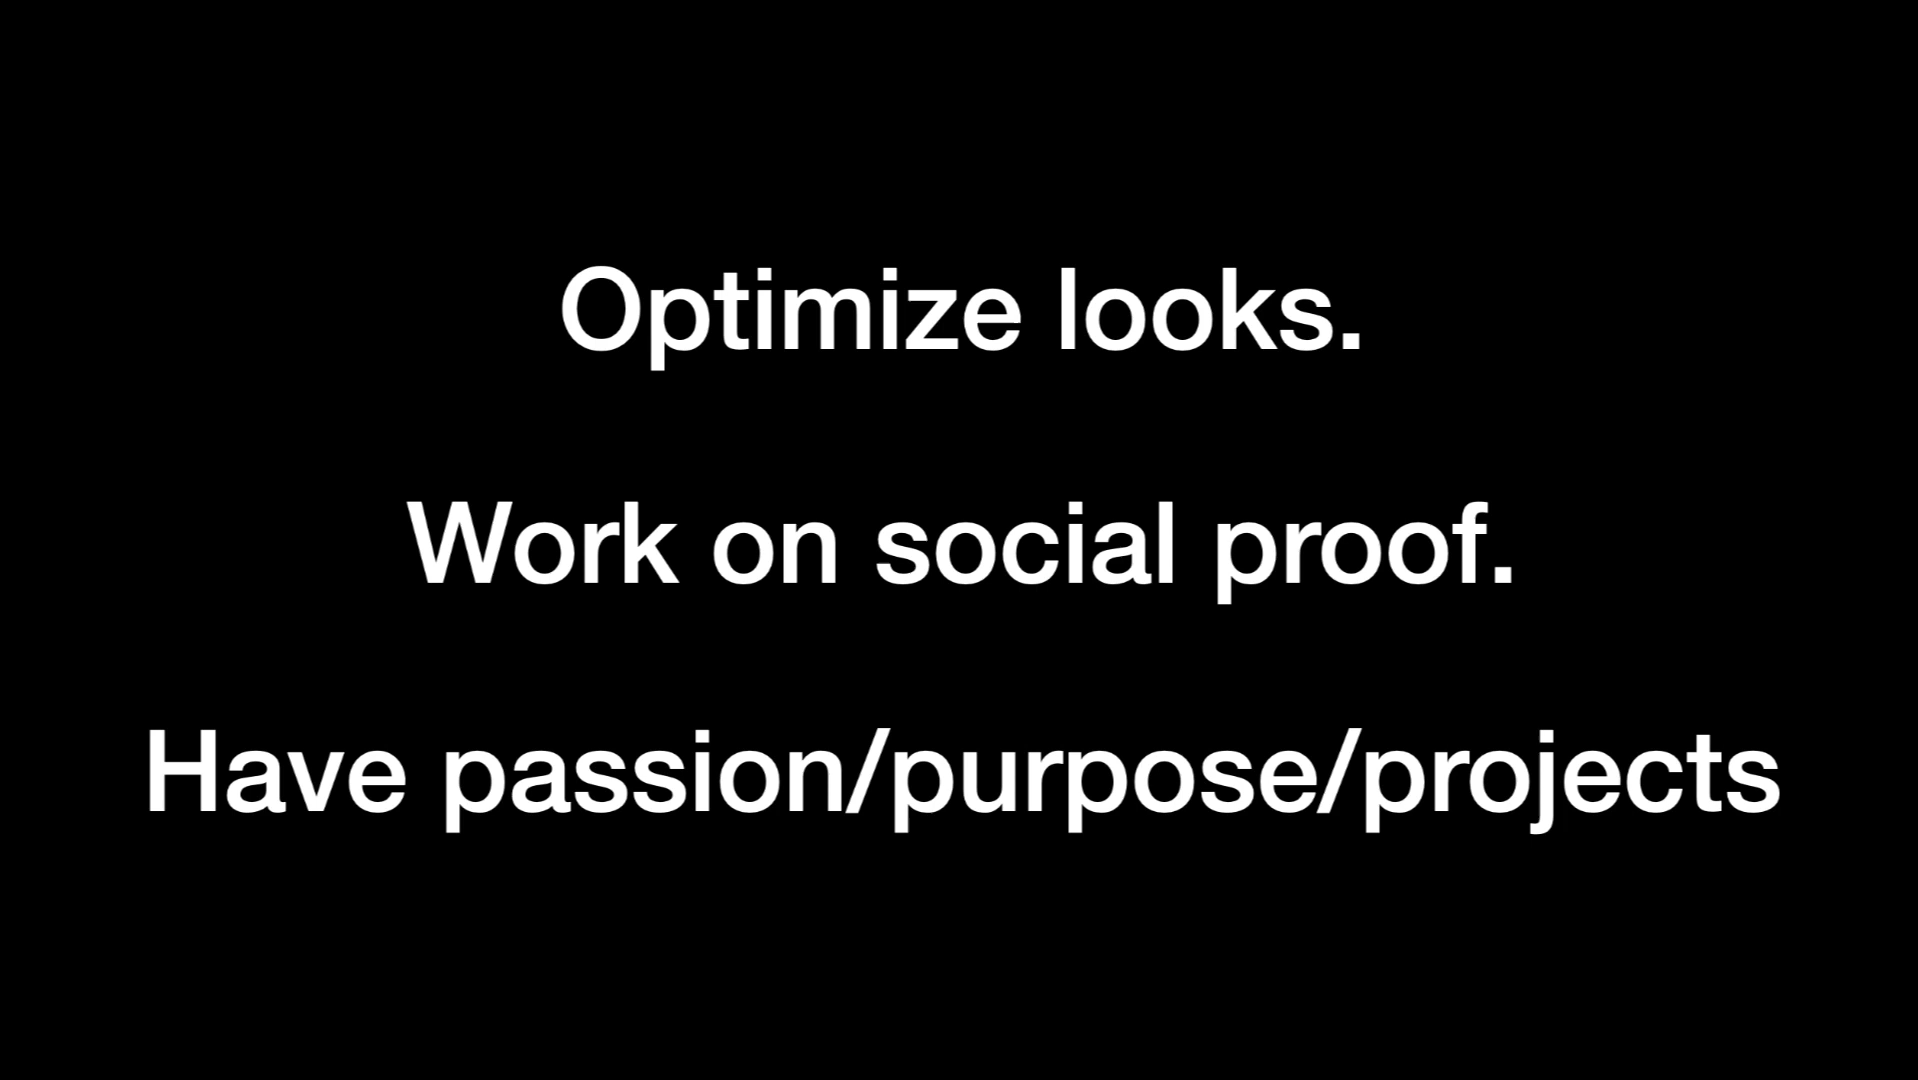 Optimize looks.
Work on social proof.
Have passion/purpose/projects